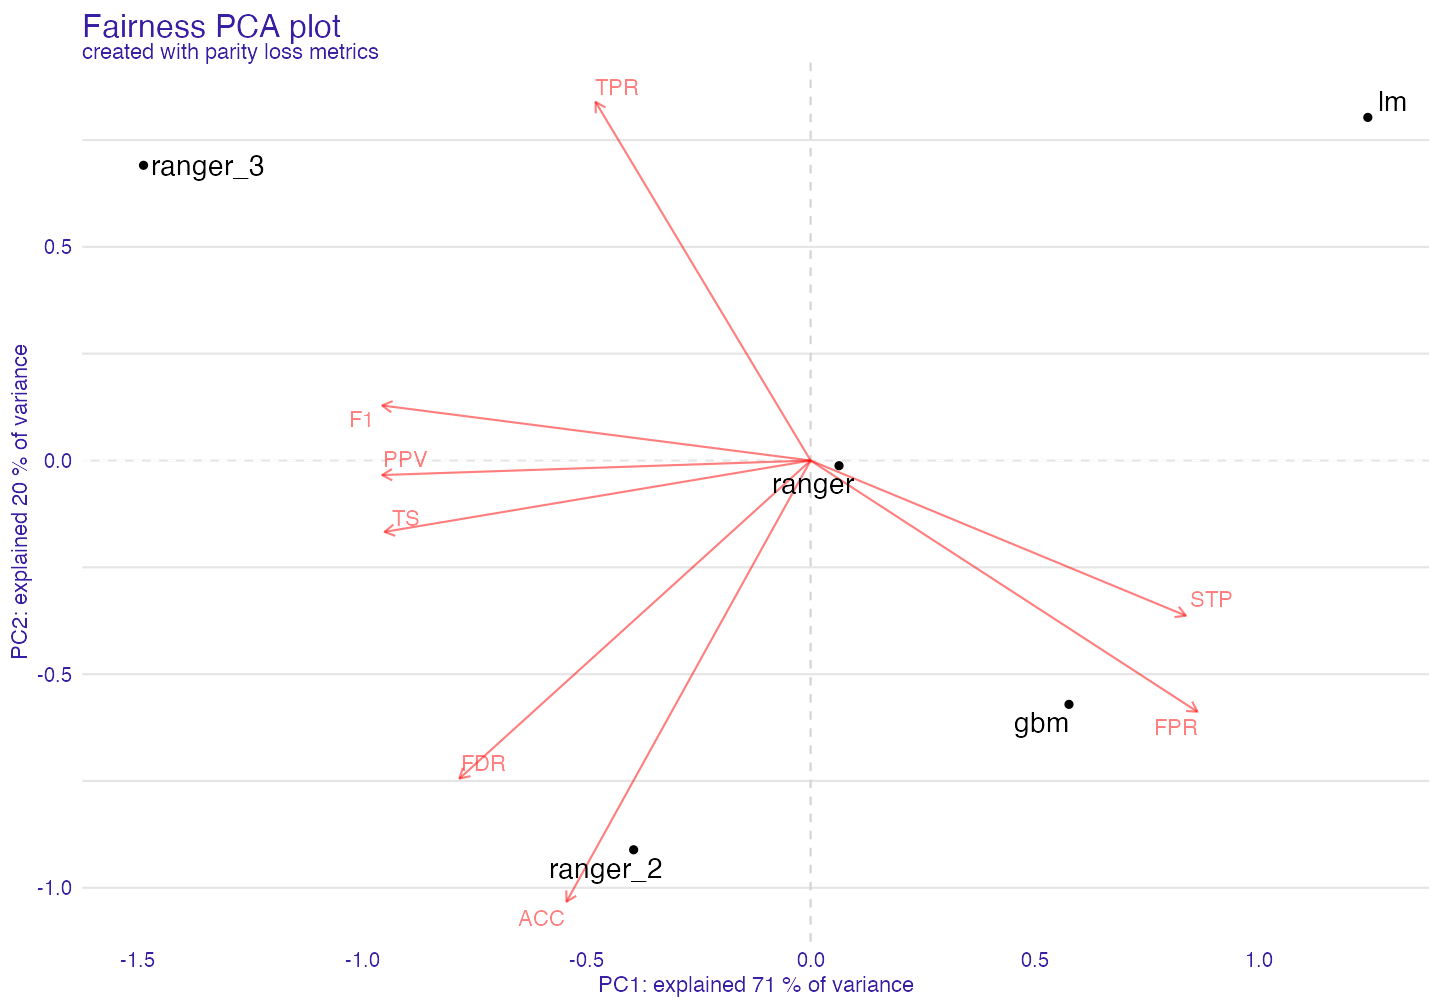 Fairness PCA plot
created with parity loss metrics
TPR
lm
ranger_3
0.5
F1
PPV
0.0
ranger
TS
STP
-0.5
gbm
FPR
FDR
ranger_2
-1.0
ACC
-1.5
-1.0
-0.5
0.0
0.5
1.0
PC1: explained 71 % of variance
PC2: explained 20 % of variance